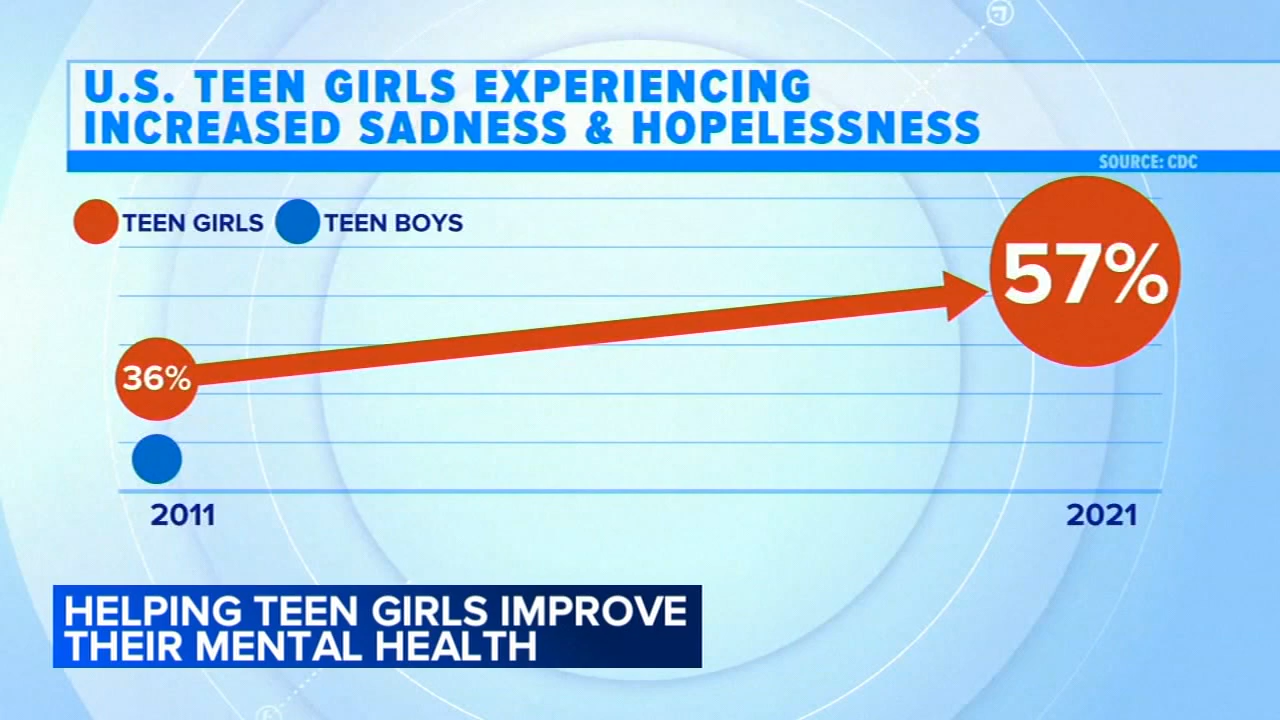 U.S. TEEN GIRLS EXPERIENCING
INCREASED SADNESS & HOPELESSNESS
SOURCE: CDC
TEEN GIRLS TEEN BOYS
57%
36%
2011 2021
HELPING TEEN GIRLS IMPROVE
THEIR MENTAL HEALTH